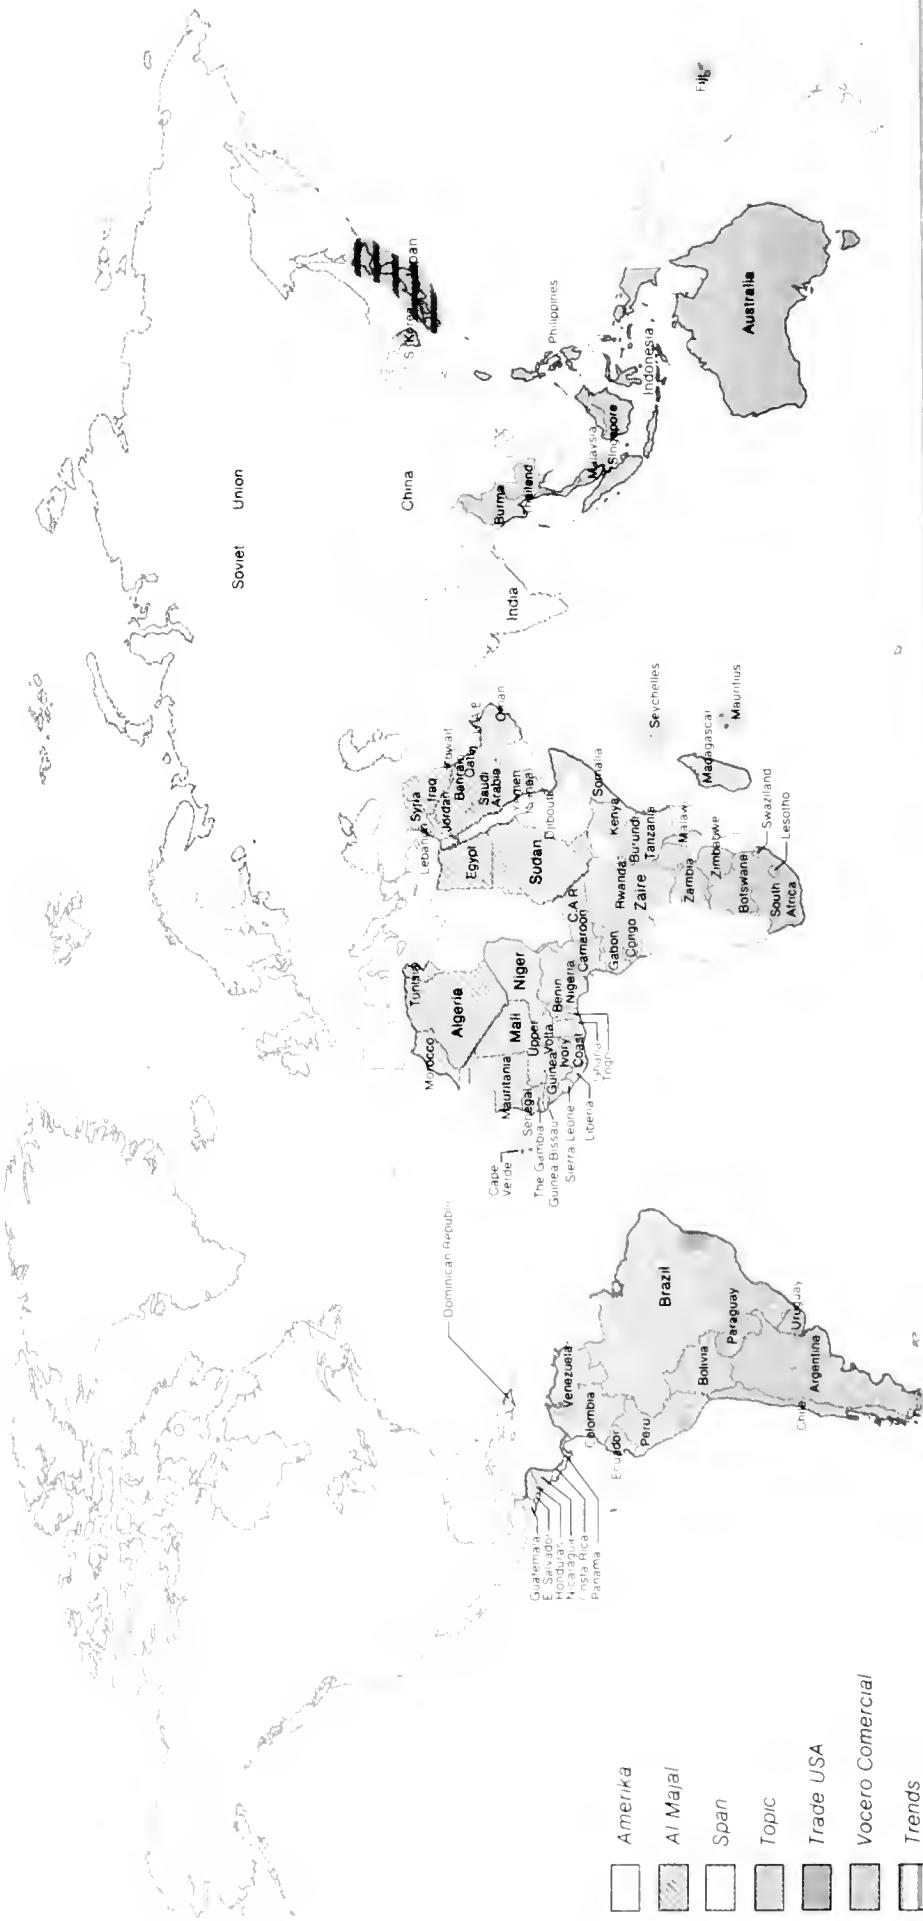 Soviet Union
China
S Korea
Japan
Philippines
Burma
Thailand
Malaysia
Singapore
Indonesia
India
Australia
Fiji
Lebanon
Syria
Iraq
Jordan
Kuwait
Bahrain
Qatar
U A E
Oman
Saudi
Arabia
Yemen
Egypt
Sudan
Djibouti
Somalia
Kenya
Seychelles
Mauritius
Madagascar
Morocco
Tunisia
Algeria
Mauritania
Mali
Niger
Cape
Verde
Senegal
The Gambia
Guinea Bissau
Guinea
Sierra Leone
Liberia
Upper
Volta
Ivory
Coast
Ghana
Togo
Benin
Nigeria
Cameroon
C.A.R.
Gabon
Congo
Rwanda
Burundi
Zaire
Tanzania
Malawi
Zambia
Zimbabwe
Botswana
South
Africa
Swaziland
Lesotho
Dominican Republic
Guatemala
El Salvador
Honduras
Nicaragua
Costa Rica
Panama
Venezuela
Colombia
Ecuador
Peru
Brazil
Bolivia
Paraguay
Uruguay
Argentina
Chile
Amerika
Al Majal
Span
Topic
Trade USA
Vocero Comercial
Trends